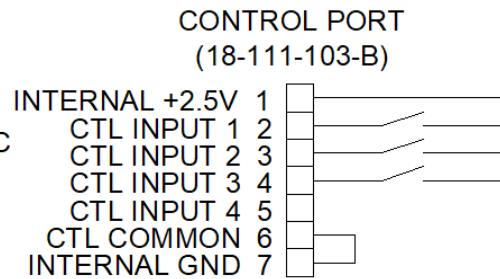 CONTROL PORT
(18-111-103-B)
INTERNAL +2.5V 1
CTL INPUT 1 2
C
CTL INPUT 2 3
CTL INPUT 3 4
CTL INPUT 4 5
CTL COMMON 6
INTERNAL GND 7